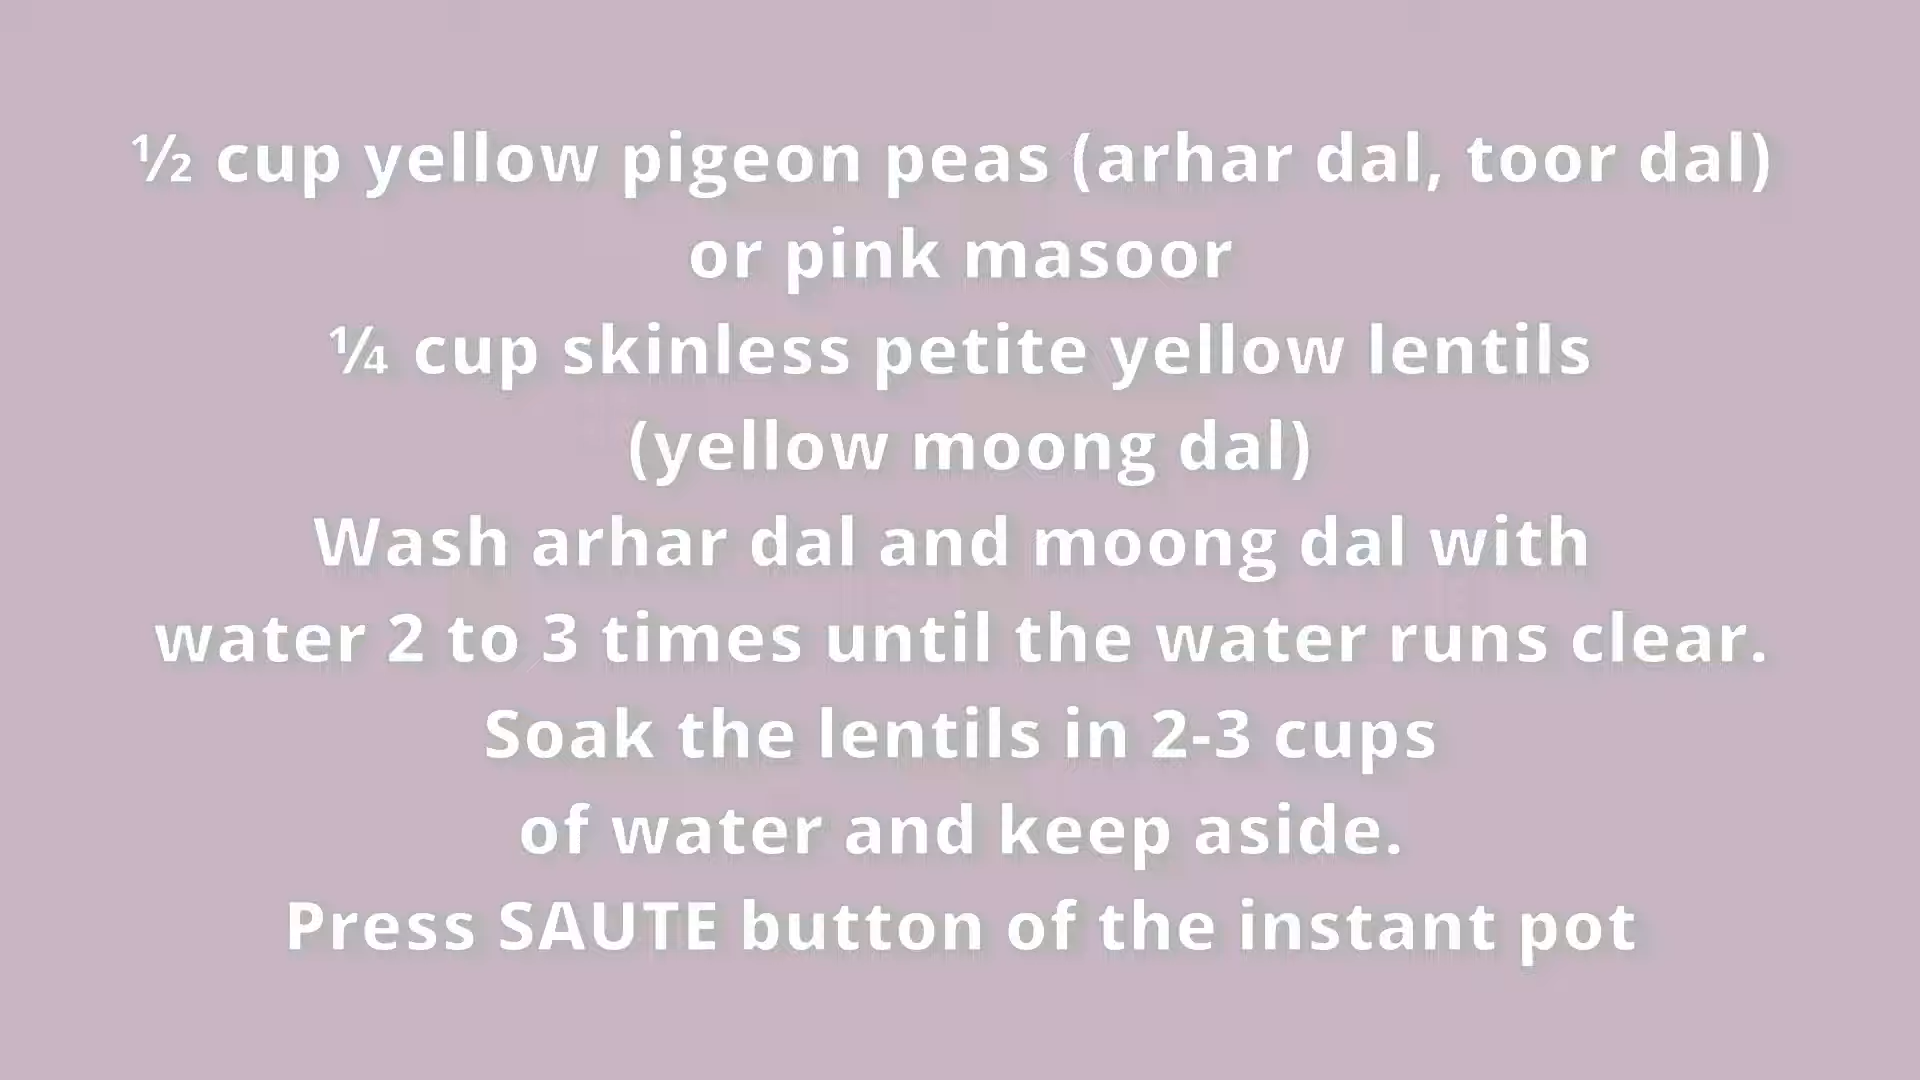 ½ cup yellow pigeon peas (arhar dal, toor dal)
or pink masoor
¼ cup skinless petite yellow lentils
(yellow moong dal)
Wash arhar dal and moong dal with
water 2 to 3 times until the water runs clear.
Soak the lentils in 2-3 cups
of water and keep aside.
Press SAUTE button of the instant pot